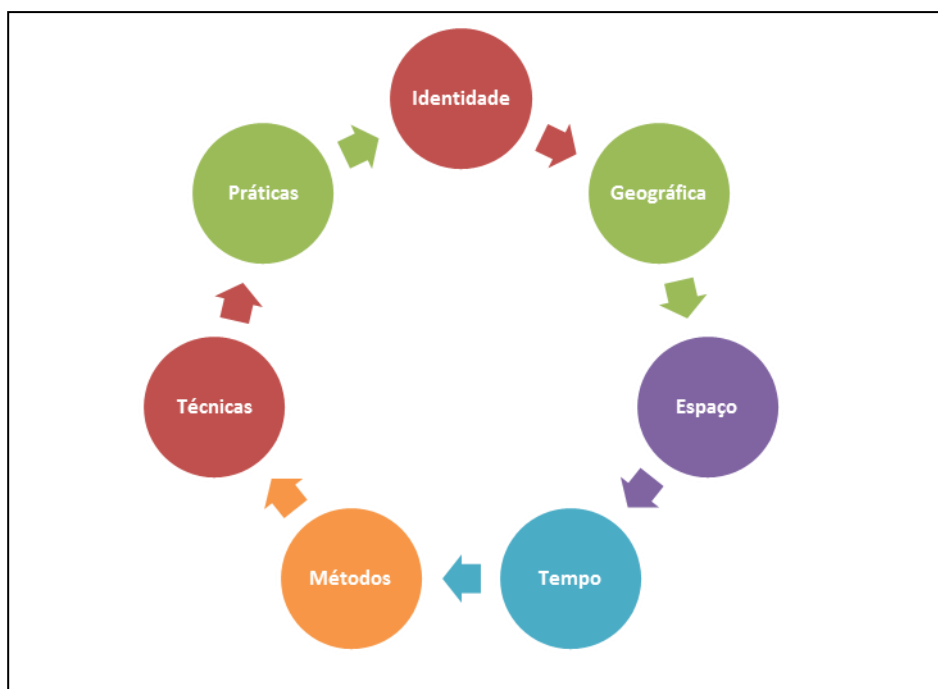 Identidade
Geográfica
Espaço
Tempo
Métodos
Técnicas
Práticas